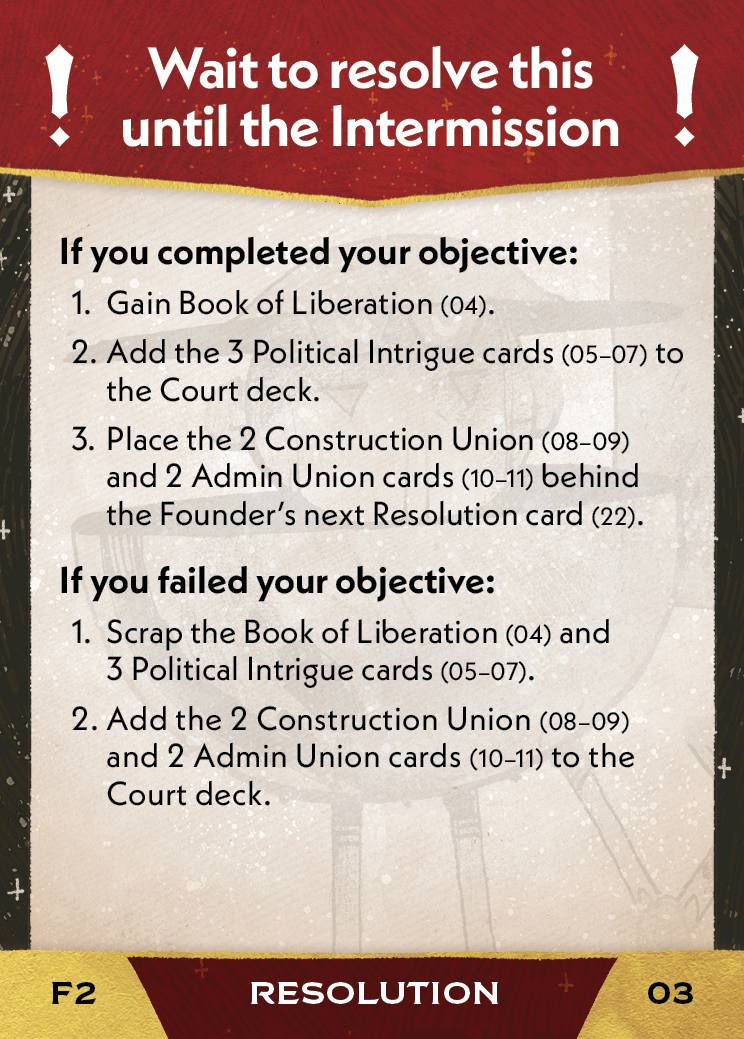 Wait to resolve this
until the Intermission
If you completed your objective:
1. Gain Book of Liberation (04).
2. Add the 3 Political Intrigue cards (05–07) to
the Court deck.
3. Place the 2 Construction Union (08–09)
and 2 Admin Union cards (10–11) behind
the Founder’s next Resolution card (22).
If you failed your objective:
1. Scrap the Book of Liberation (04) and
3 Political Intrigue cards (05–07).
2. Add the 2 Construction Union (08–09)
and 2 Admin Union cards (10–11) to the
Court deck.
F2 RESOLUTION 03